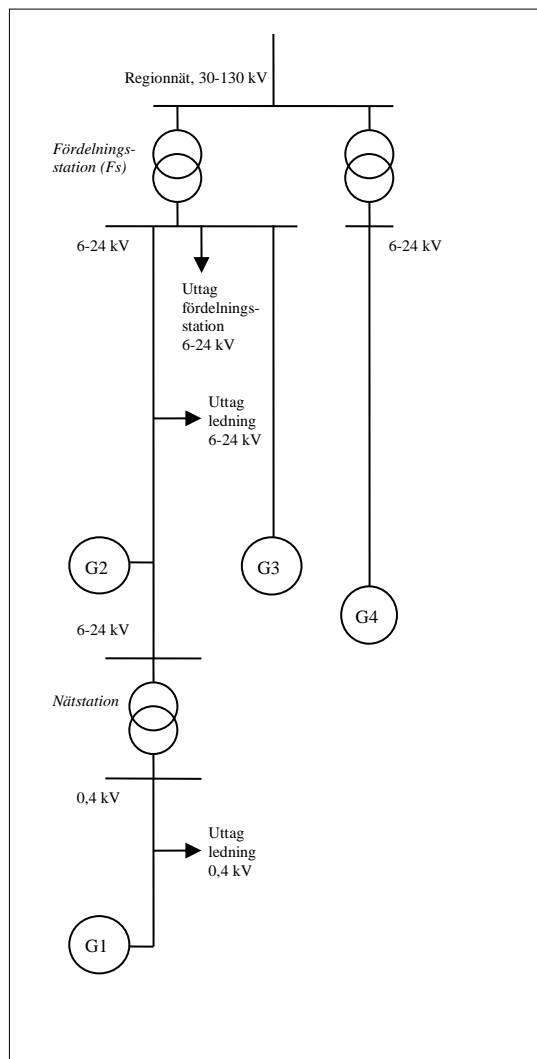 Regionnät, 30-130 kV
Fördelnings-
station (Fs)
6-24 kV
6-24 kV
Uttag
fördelnings-
station
6-24 kV
Uttag
ledning
6-24 kV
G2
G3
G4
6-24 kV
Nätstation
0,4 kV
Uttag
ledning
0,4 kV
G1